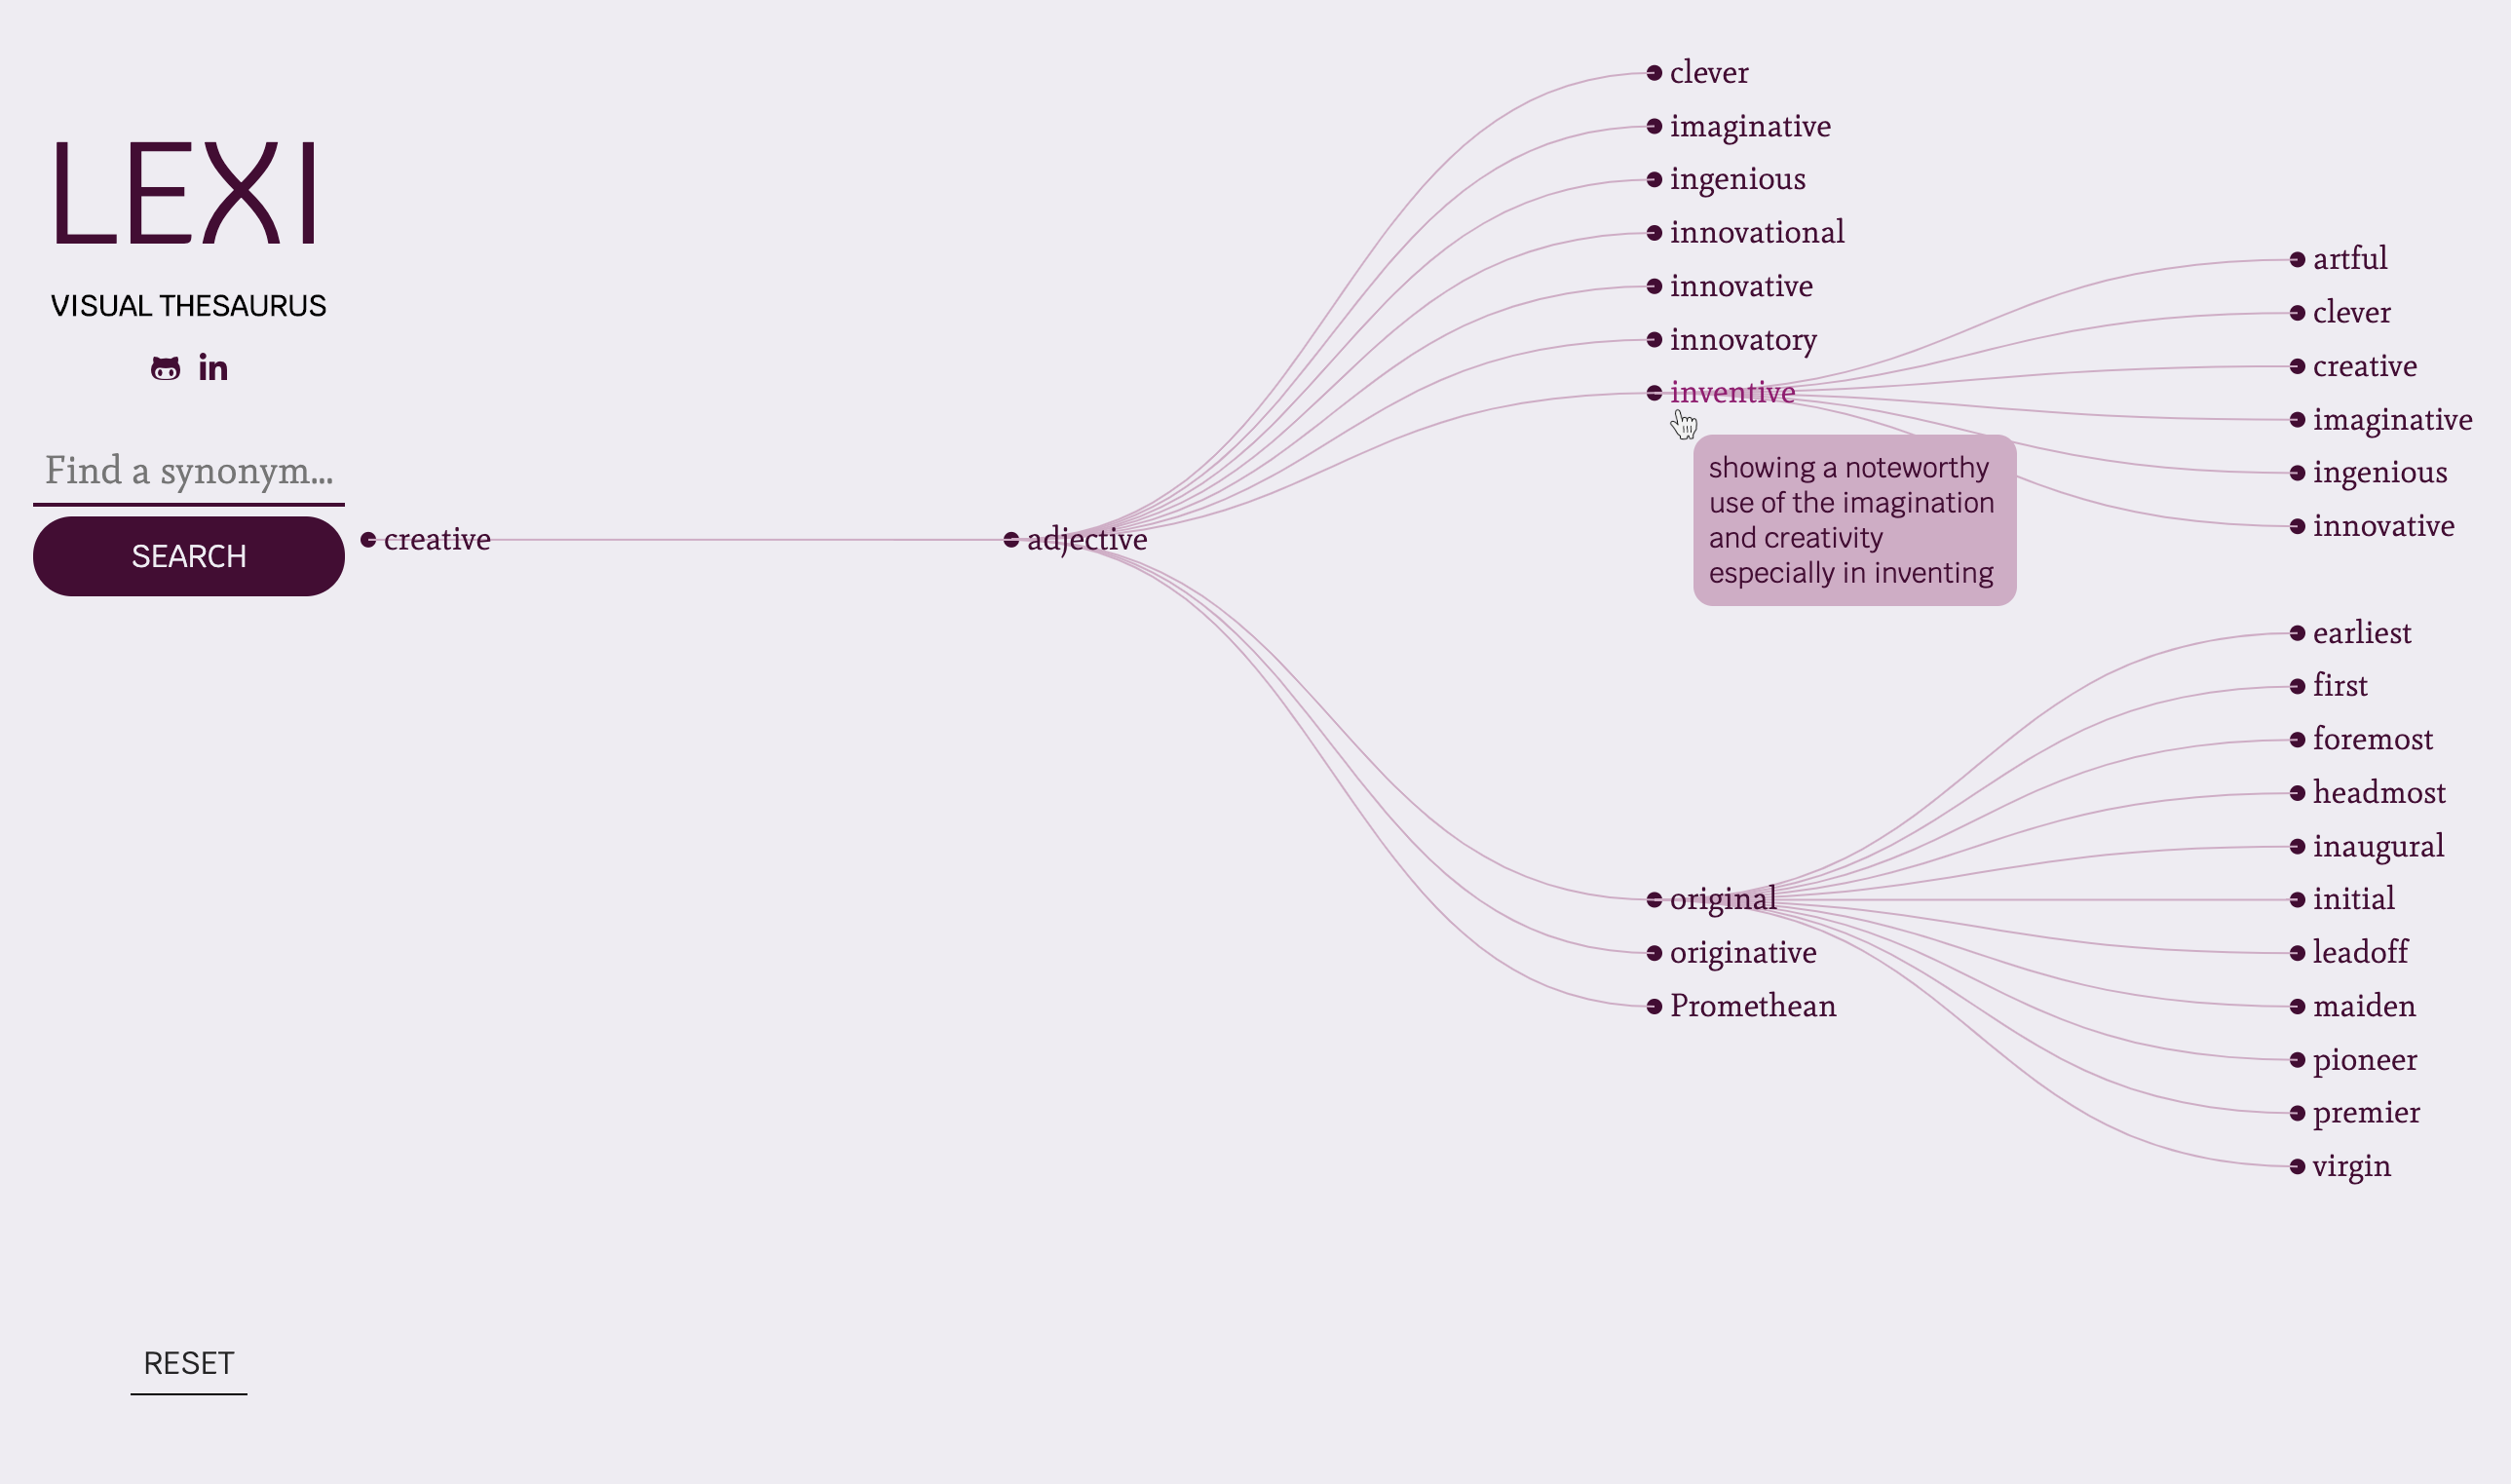 LEXI
VISUAL THESAURUS
in
Find a synonym...
SEARCH
RESET
creative
adjective
clever
imaginative
ingenious
innovational
innovative
innovatory
inventive
showing a noteworthy
use of the imagination
and creativity
especially in inventing
original
originative
Promethean
artful
clever
creative
imaginative
ingenious
innovative
earliest
first
foremost
headmost
inaugural
initial
leadoff
maiden
pioneer
premier
virgin